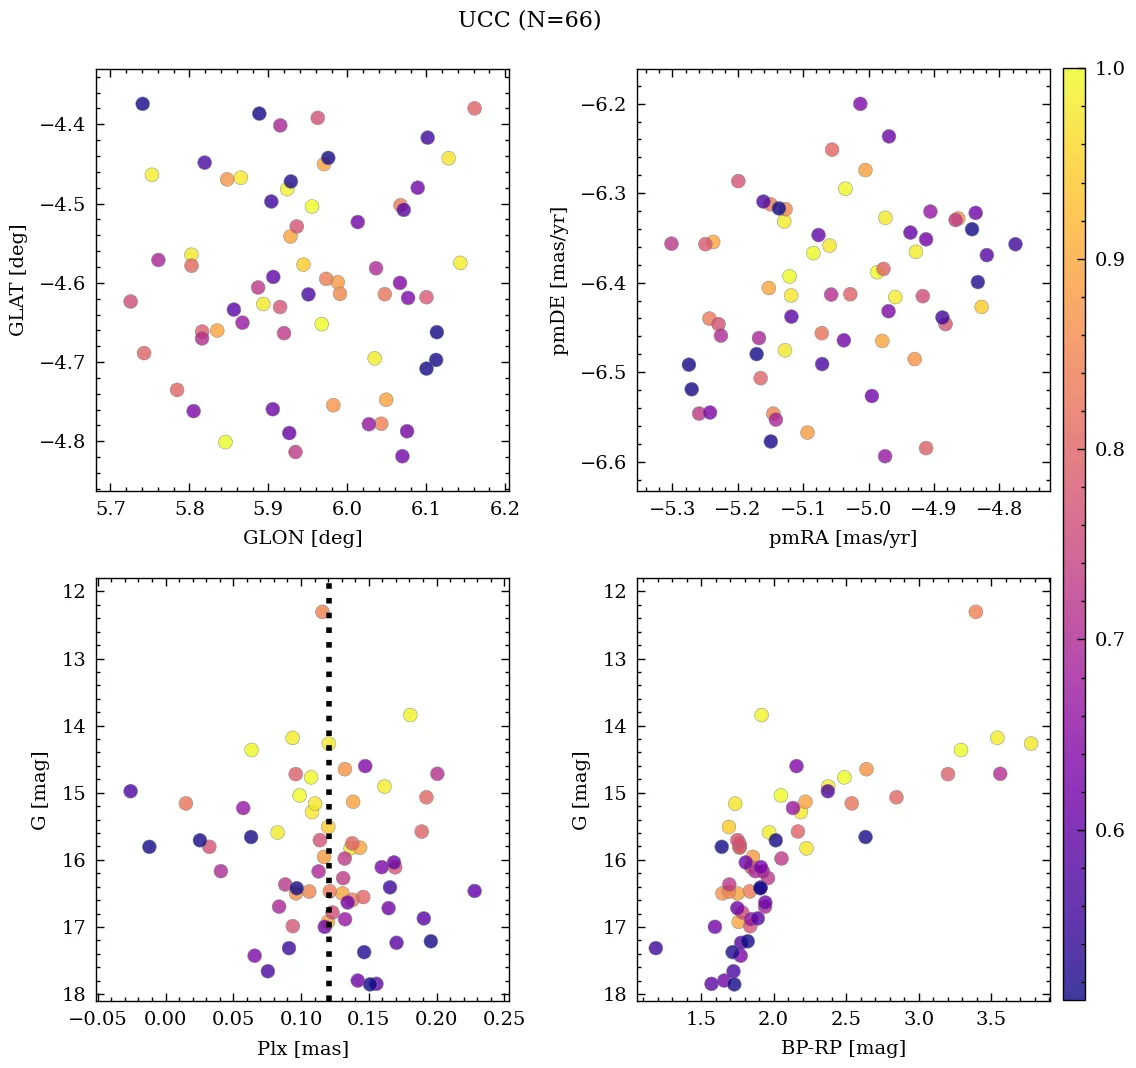 UCC (N=66)
−4.4
−4.5
−4.6
−4.7
−4.8
GLAT [deg]
5.7 5.8 5.9 6.0 6.1 6.2
GLON [deg]
−6.2
−6.3
−6.4
−6.5
−6.6
pmDE [mas/yr]
−5.3 −5.2 −5.1 −5.0 −4.9 −4.8
pmRA [mas/yr]
12
13
14
15
16
17
18
G [mag]
−0.05 0.00 0.05 0.10 0.15 0.20 0.25
Plx [mas]
12
13
14
15
16
17
18
G [mag]
1.5 2.0 2.5 3.0 3.5
BP-RP [mag]
1.0
0.9
0.8
0.7
0.6